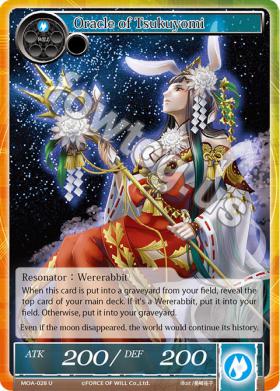 Oracle of Tsukuyomi
WILL
fowtcg.us
Resonator : Wererabbit
When this card is put into a graveyard from your field, reveal the
top card of your main deck. If it's a Wererabbit, put it into your
field. Otherwise, put it into your graveyard.
Even if the moon disappeared, the world would continue its history.
ATK 200/ DEF 200
MOA-028 U ©FORCE OF WILL Co.,Ltd.